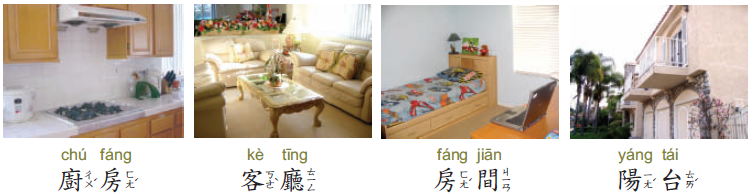 chú fáng kè tīng fáng jiān yáng tái
廚ㄔㄨˊ房ㄈㄤˊ 客ㄎㄜˋ廳ㄊㄧㄥ 房ㄈㄤˊ間ㄐㄧㄢ 陽ㄧㄤˊ台ㄊㄞˊ